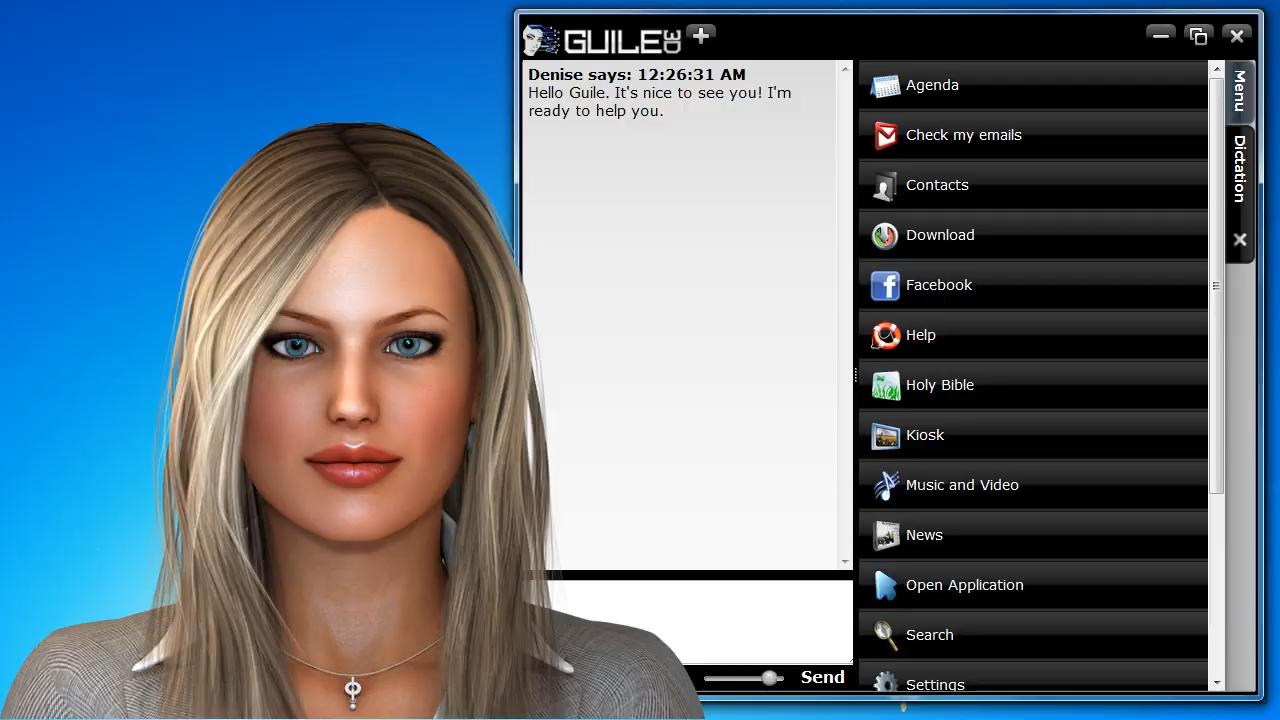 GUILE 3D
Denise says: 12:26:31 AM
Hello Guile. It's nice to see you! I'm
ready to help you.
Send
Agenda
Check my emails
Contacts
Download
Facebook
Help
Holy Bible
Kiosk
Music and Video
News
Open Application
Search
Settings
Menu
Dictation